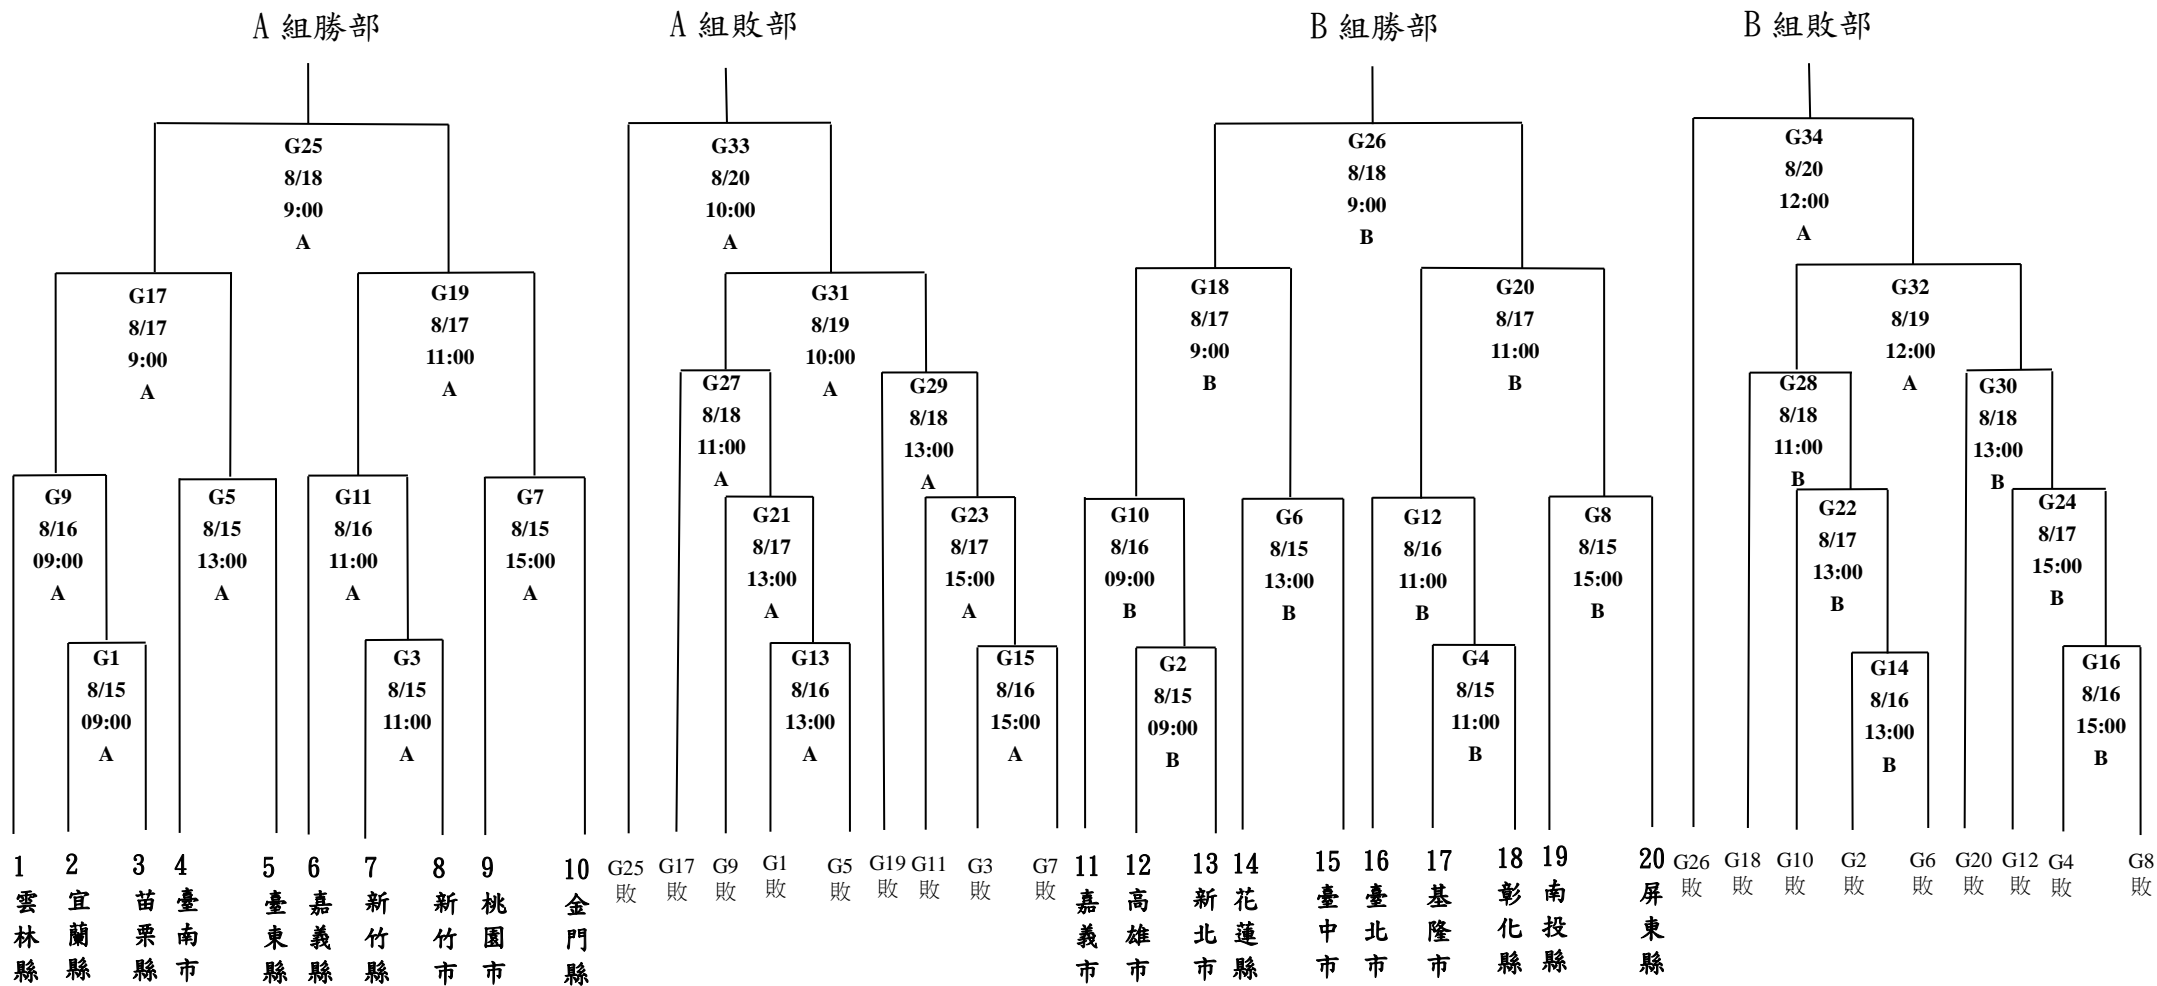 A 組勝部
A 組敗部
B 組勝部
B 組敗部
G25
8/18
9:00
A
G17
8/17
9:00
A
G19
8/17
11:00
A
G9
8/16
09:00
A
G5
8/15
13:00
A
G11
8/16
11:00
A
G7
8/15
15:00
A
G1
8/15
09:00
A
G3
8/15
11:00
A
1
雲林縣
2
宜蘭縣
3
苗栗縣
4
臺南市
5
臺東縣
6
嘉義縣
7
新竹縣
8
新竹市
9
桃園市
10
金門縣
G33
8/20
10:00
A
G31
8/19
10:00
A
G27
8/18
11:00
A
G29
8/18
13:00
A
G21
8/17
13:00
A
G23
8/17
15:00
A
G13
8/16
13:00
A
G15
8/16
15:00
A
G25
敗
G17
敗
G9
敗
G1
敗
G5
敗
G19
敗
G11
敗
G3
敗
G7
敗
G26
8/18
9:00
B
G18
8/17
9:00
B
G20
8/17
11:00
B
G10
8/16
09:00
B
G6
8/15
13:00
B
G12
8/16
11:00
B
G8
8/15
15:00
B
G2
8/15
09:00
B
G4
8/15
11:00
B
11
嘉義市
12
高雄市
13
新北市
14
花蓮縣
15
臺中市
16
臺北市
17
基隆市
18
彰化縣
19
南投縣
20
屏東縣
G34
8/20
12:00
A
G32
8/19
12:00
A
G28
8/18
11:00
B
G30
8/18
13:00
B
G22
8/17
13:00
B
G24
8/17
15:00
B
G14
8/16
13:00
B
G16
8/16
15:00
B
G26
敗
G18
敗
G10
敗
G2
敗
G6
敗
G20
敗
G12
敗
G4
敗
G8
敗